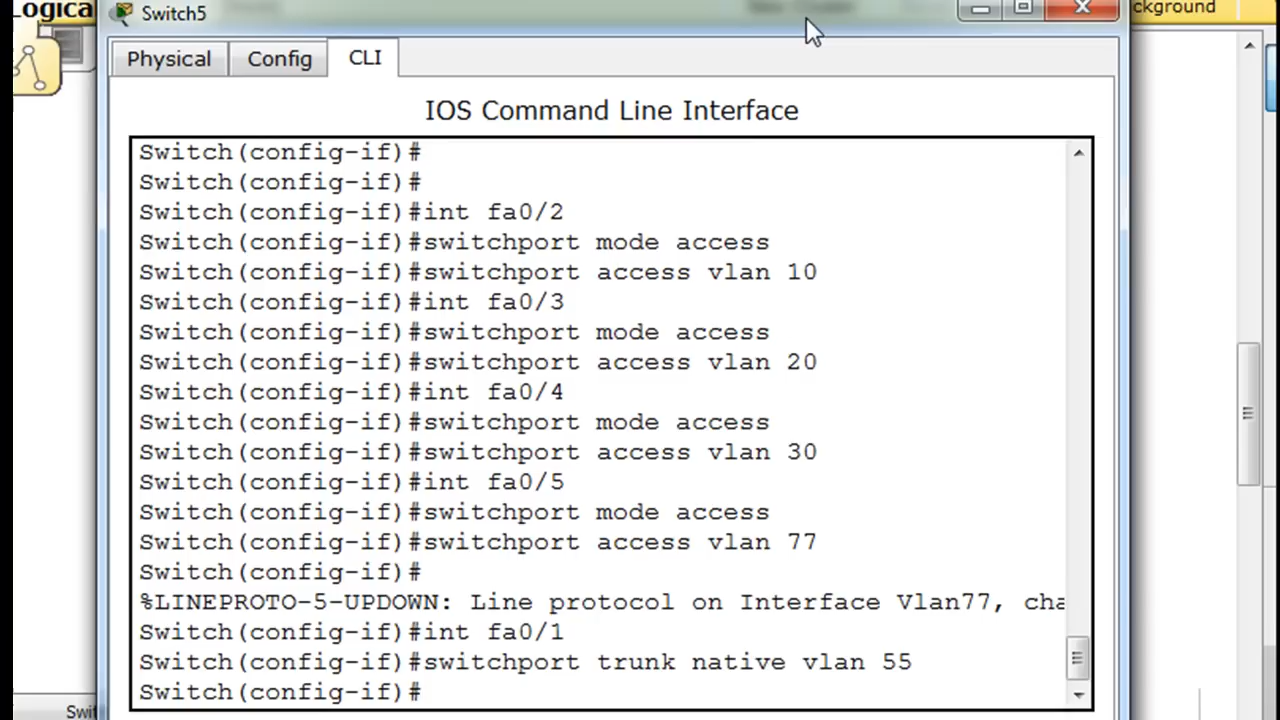 Logical
Switch5
ckground
Physical
Config
CLI
IOS Command Line Interface
Switch(config-if)#
Switch(config-if)#
Switch(config-if)#int fa0/2
Switch(config-if)#switchport mode access
Switch(config-if)#switchport access vlan 10
Switch(config-if)#int fa0/3
Switch(config-if)#switchport mode access
Switch(config-if)#switchport access vlan 20
Switch(config-if)#int fa0/4
Switch(config-if)#switchport mode access
Switch(config-if)#switchport access vlan 30
Switch(config-if)#int fa0/5
Switch(config-if)#switchport mode access
Switch(config-if)#switchport access vlan 77
Switch(config-if)#
%LINEPROTO-5-UPDOWN: Line protocol on Interface Vlan77, cha
Switch(config-if)#int fa0/1
Switch(config-if)#switchport trunk native vlan 55
Switch(config-if)#
Swit